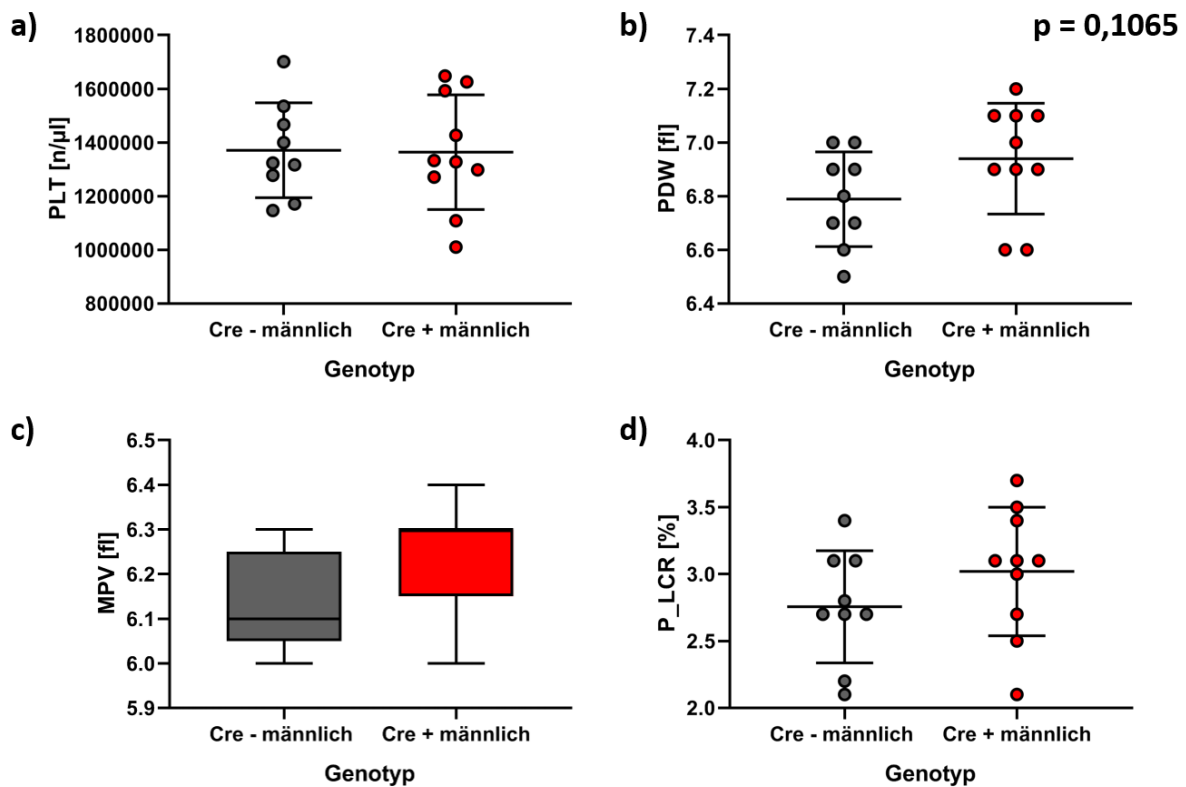 a)
PLT [n/µl]
1800000
1600000
1400000
1200000
1000000
800000
Cre - männlich Cre + männlich
Genotyp
b)
p = 0,1065
PDW [fl]
7.4
7.2
7.0
6.8
6.6
6.4
Cre - männlich Cre + männlich
Genotyp
c)
MPV [fl]
6.5
6.4
6.3
6.2
6.1
6.0
5.9
Cre - männlich Cre + männlich
Genotyp
d)
P_LCR [%]
4.0
3.5
3.0
2.5
2.0
Cre - männlich Cre + männlich
Genotyp